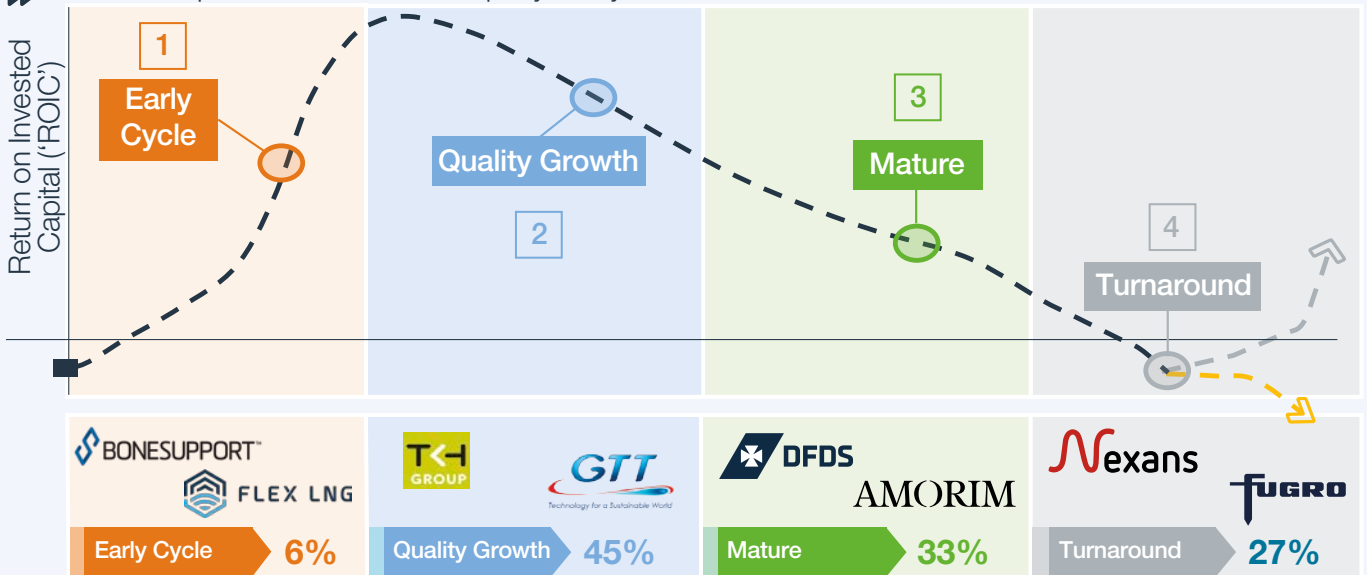 Return on Invested
Capital ('ROIC')
1
Early
Cycle
Quality Growth
2
3
Mature
4
Turnaround
BONESUPPORT™
FLEX LNG
TKH
GROUP
GTT
Technology for a Sustainable World
DFDS
AMORIM
Nexans
FUGRO
Early Cycle 6%
Quality Growth 45%
Mature 33%
Turnaround 27%